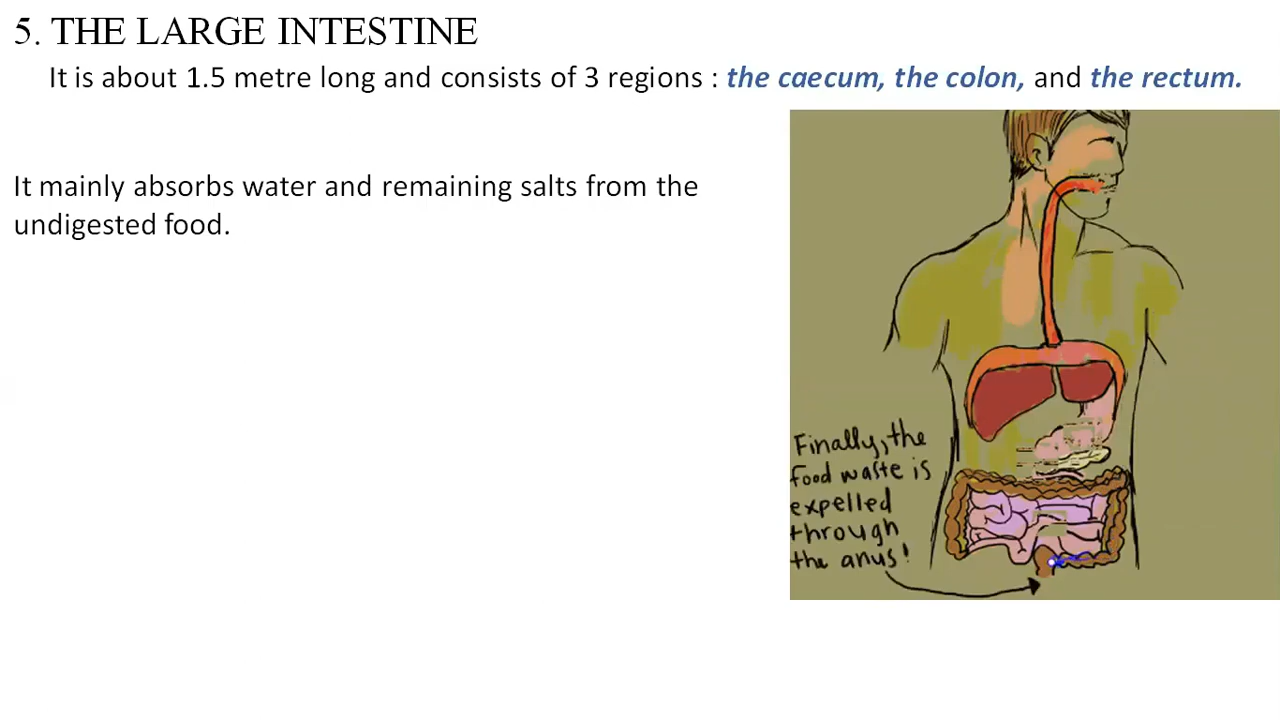 5. THE LARGE INTESTINE
It is about 1.5 metre long and consists of 3 regions : the caecum, the colon, and the rectum.
It mainly absorbs water and remaining salts from the
undigested food.
Finally, the
food waste is
expelled
through
the anus!